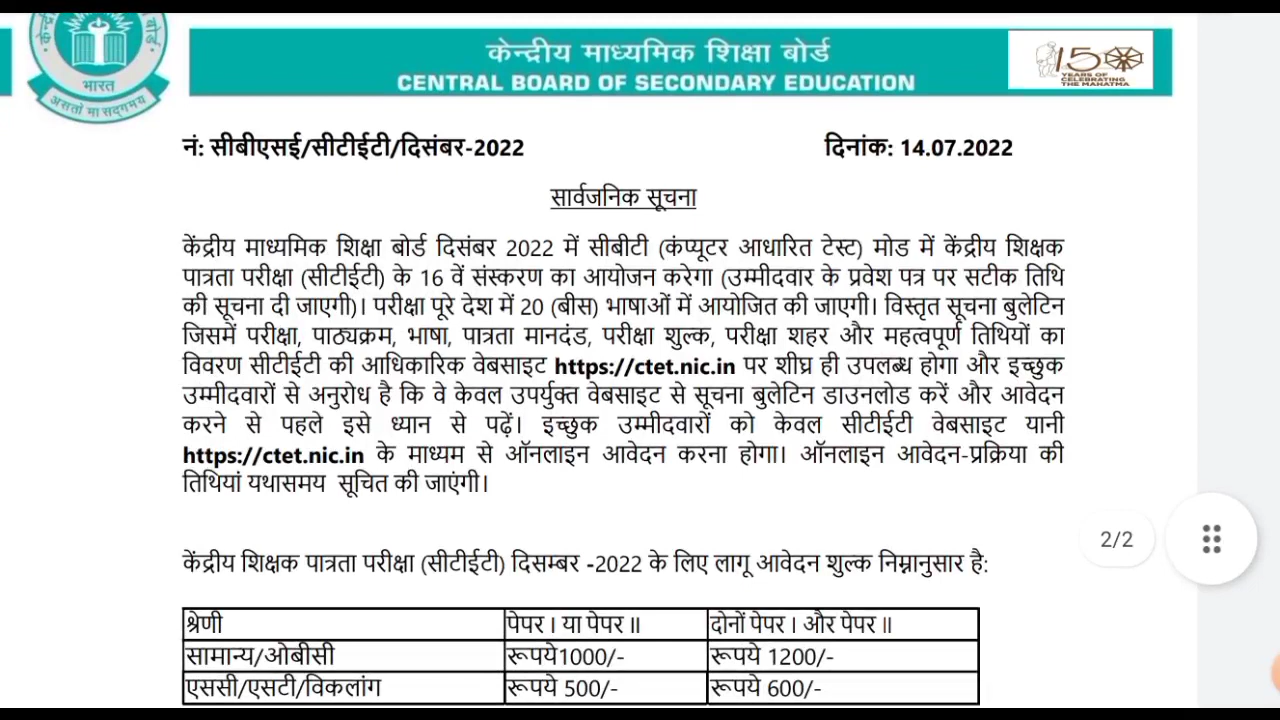 केन्द्रीय माध्यमिक शिक्षा बोर्ड
CENTRAL BOARD OF SECONDARY EDUCATION
150
YEARS OF
CELEBRATING
THE MAHATMA
भारत
असतो मा सद्गमय
नं: सीबीएसई/सीटीईटी/दिसंबर-2022 दिनांक: 14.07.2022
सार्वजनिक सूचना
केंद्रीय माध्यमिक शिक्षा बोर्ड दिसंबर 2022 में सीबीटी (कंप्यूटर आधारित टेस्ट) मोड में केंद्रीय शिक्षक
पात्रता परीक्षा (सीटीईटी) के 16 वें संस्करण का आयोजन करेगा (उम्मीदवार के प्रवेश पत्र पर सटीक तिथि
की सूचना दी जाएगी)। परीक्षा पूरे देश में 20 (बीस) भाषाओं में आयोजित की जाएगी। विस्तृत सूचना बुलेटिन
जिसमें परीक्षा, पाठ्यक्रम, भाषा, पात्रता मानदंड, परीक्षा शुल्क, परीक्षा शहर और महत्वपूर्ण तिथियों का
विवरण सीटीईटी की आधिकारिक वेबसाइट https://ctet.nic.in पर शीघ्र ही उपलब्ध होगा और इच्छुक
उम्मीदवारों से अनुरोध है कि वे केवल उपर्युक्त वेबसाइट से सूचना बुलेटिन डाउनलोड करें और आवेदन
करने से पहले इसे ध्यान से पढ़ें। इच्छुक उम्मीदवारों को केवल सीटीईटी वेबसाइट यानी
https://ctet.nic.in के माध्यम से ऑनलाइन आवेदन करना होगा। ऑनलाइन आवेदन-प्रक्रिया की
तिथियां यथासमय सूचित की जाएंगी।
2/2
केंद्रीय शिक्षक पात्रता परीक्षा (सीटीईटी) दिसम्बर -2022 के लिए लागू आवेदन शुल्क निम्नानुसार है:
श्रेणी पेपर I या पेपर II दोनों पेपर I और पेपर II
सामान्य/ओबीसी रूपये1000/- रूपये 1200/-
एससी/एसटी/विकलांग रूपये 500/- रूपये 600/-